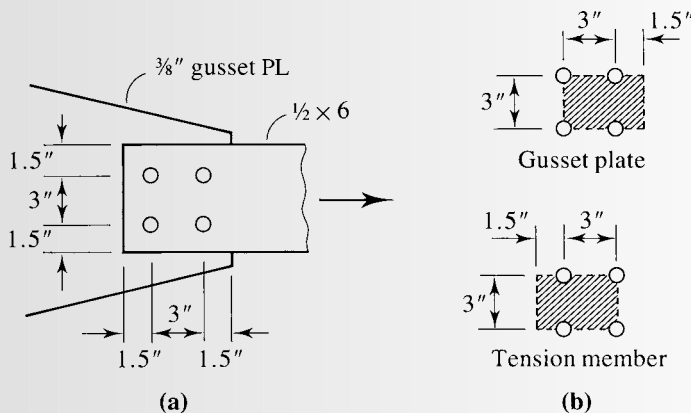 ⅜″ gusset PL
½ × 6
1.5″
3″
1.5″
3″
1.5″
1.5″
(a)
3″
1.5″
3″
Gusset plate
1.5″
3″
3″
Tension member
(b)